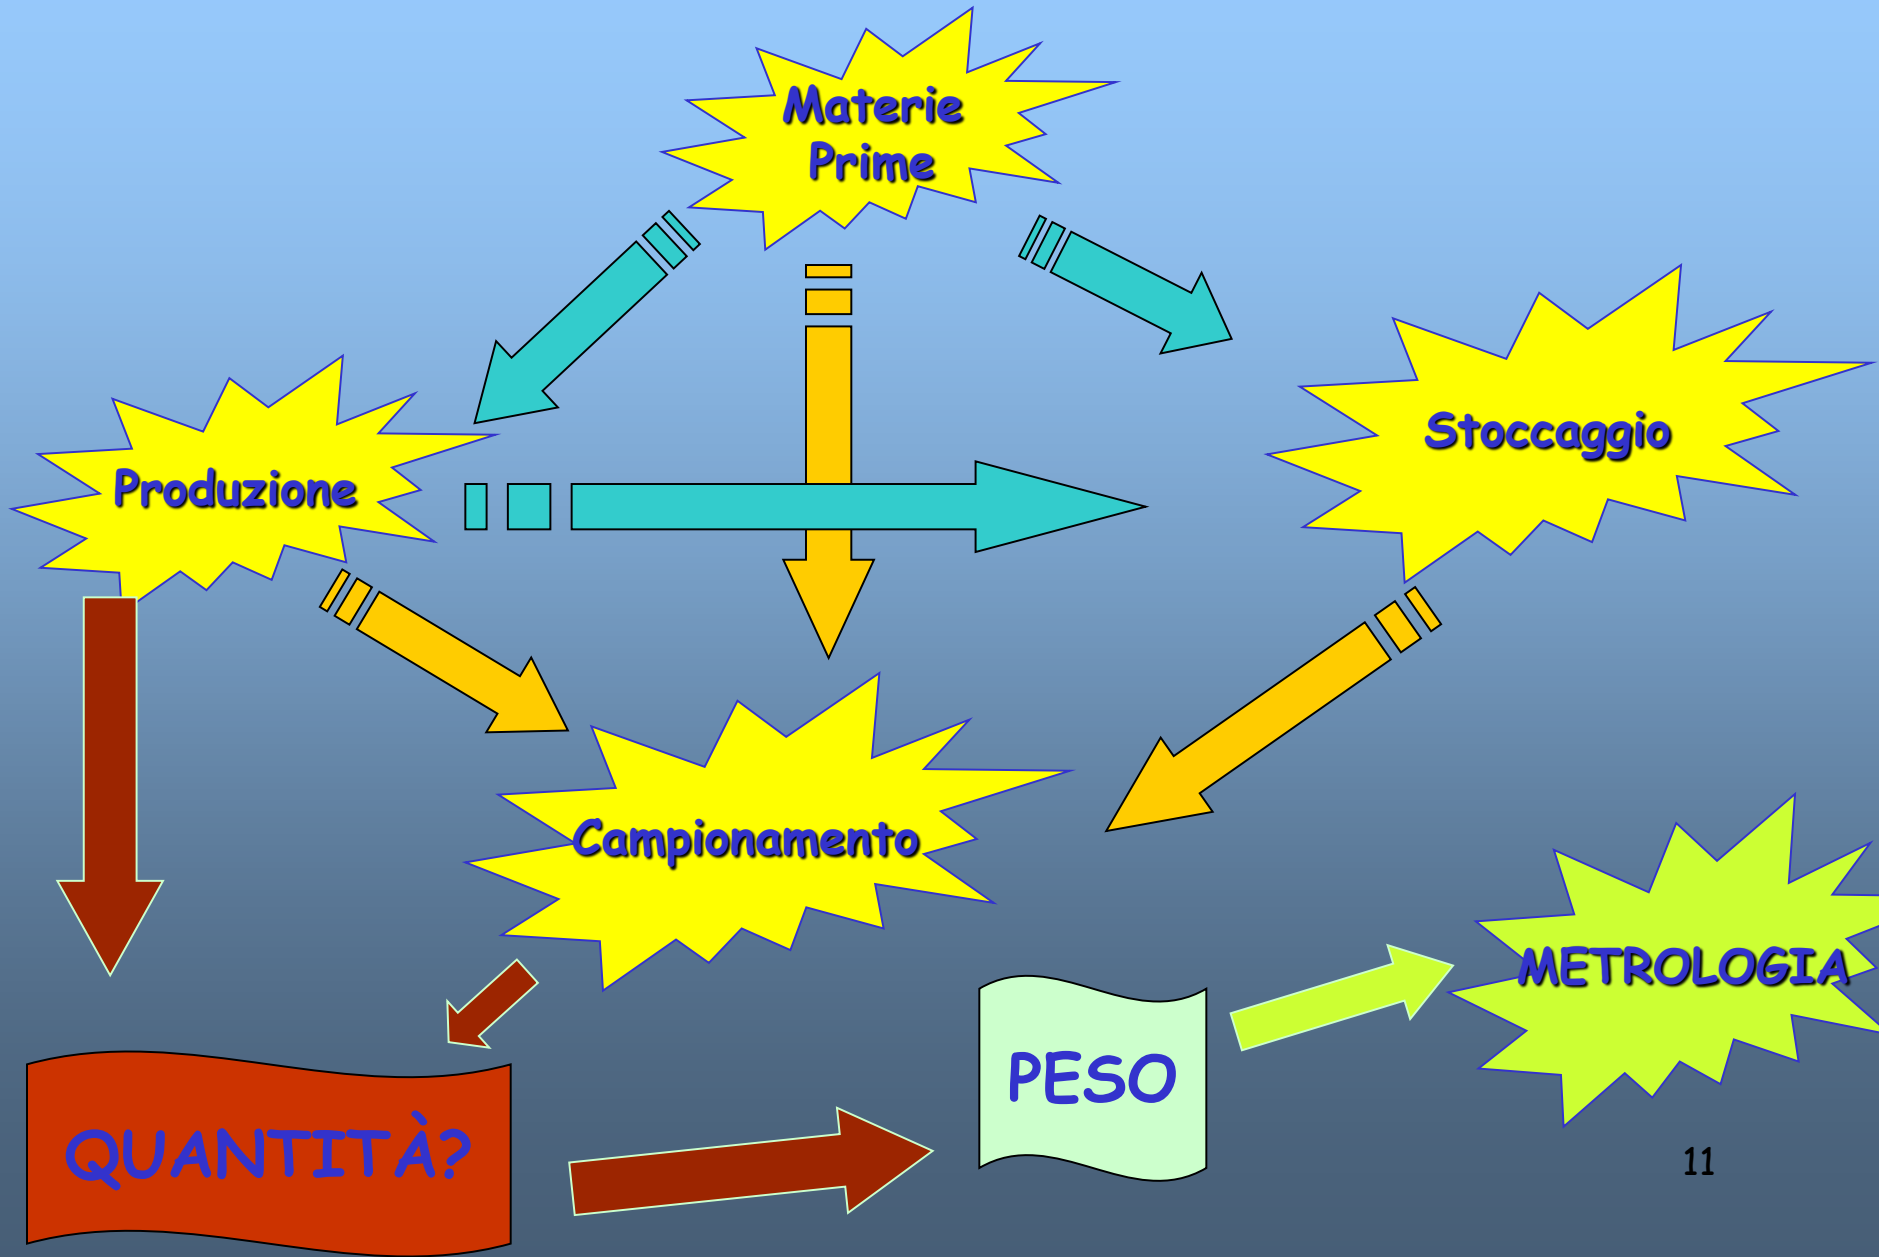 Materie
Prime
Stoccaggio
Produzione
Campionamento
METROLOGIA
PESO
QUANTITÀ?
11